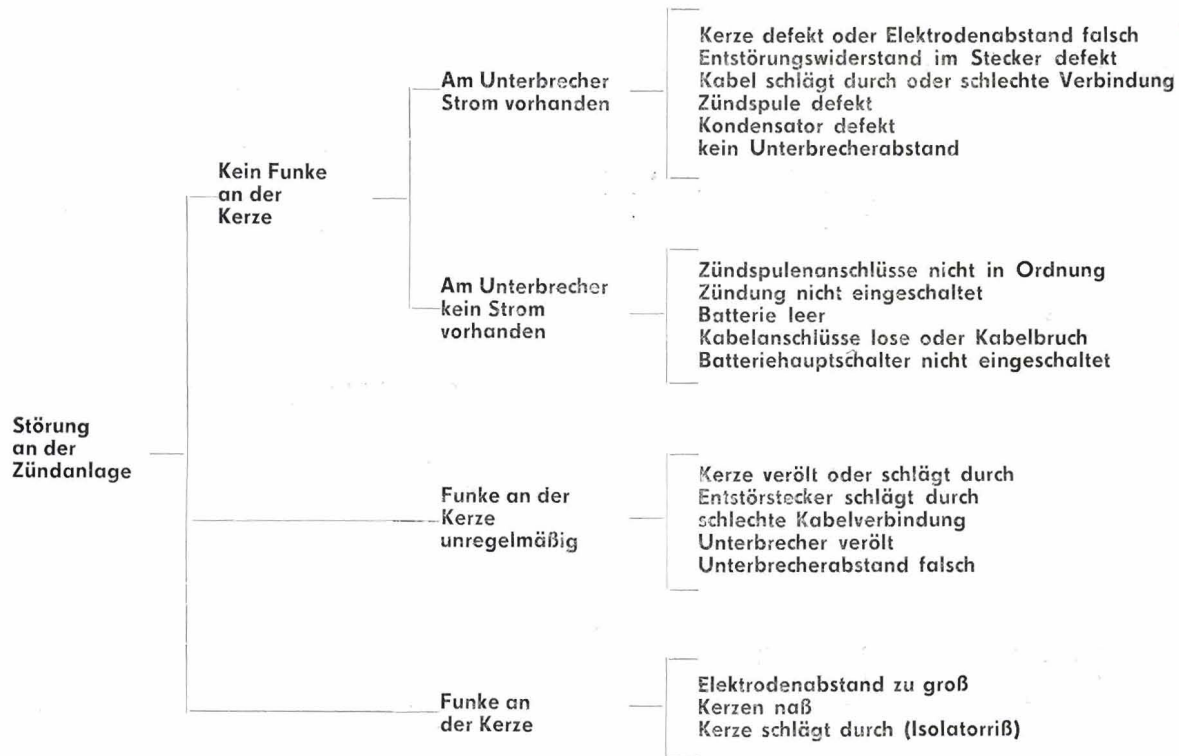 Störung
an der
Zündanlage
Kein Funke
an der
Kerze
Am Unterbrecher
Strom vorhanden
Kerze defekt oder Elektrodenabstand falsch
Entstörungswiderstand im Stecker defekt
Kabel schlägt durch oder schlechte Verbindung
Zündspule defekt
Kondensator defekt
kein Unterbrecherabstand
Am Unterbrecher
kein Strom
vorhanden
Zündspulenanschlüsse nicht in Ordnung
Zündung nicht eingeschaltet
Batterie leer
Kabelanschlüsse lose oder Kabelbruch
Batteriehauptschalter nicht eingeschaltet
Funke an der
Kerze
unregelmäßig
Kerze verölt oder schlägt durch
Entstörstecker schlägt durch
schlechte Kabelverbindung
Unterbrecher verölt
Unterbrecherabstand falsch
Funke an
der Kerze
Elektrodenabstand zu groß
Kerzen naß
Kerze schlägt durch (Isolatorriß)